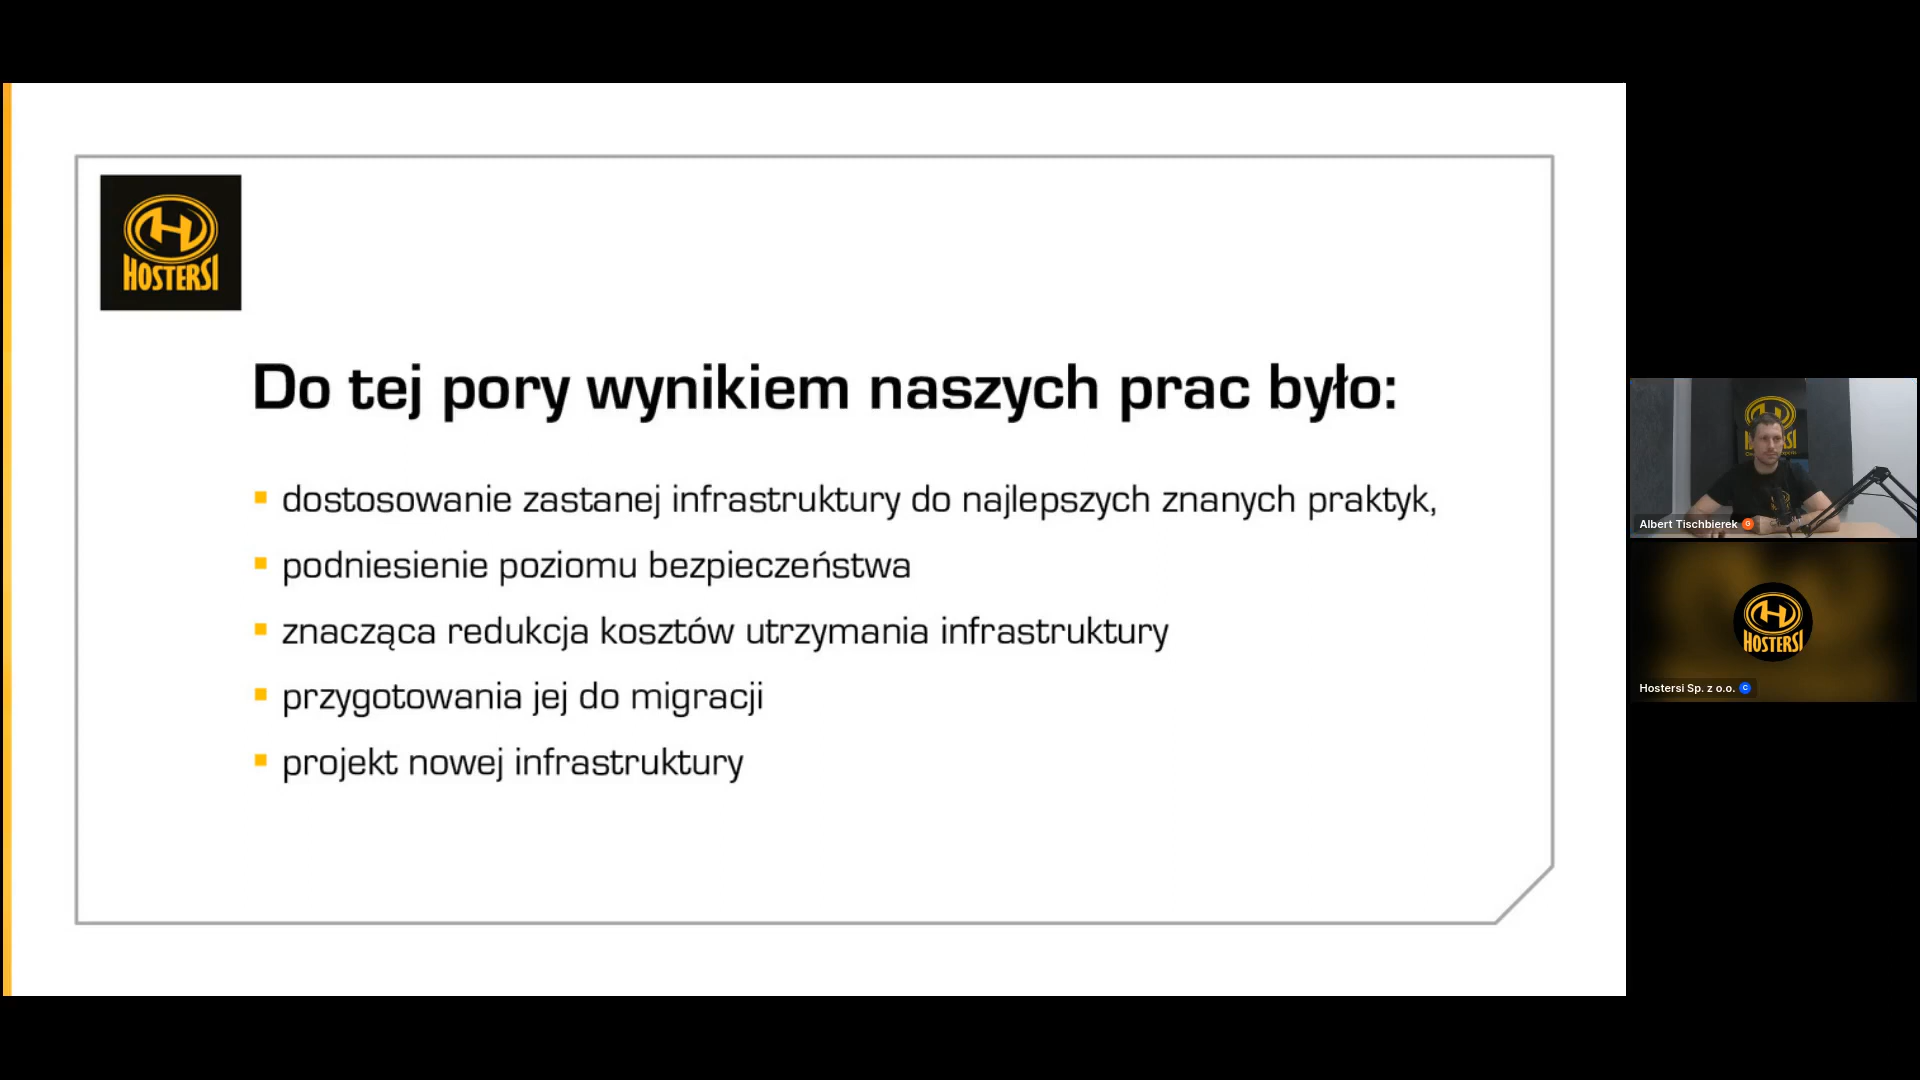 HOSTERSI
Do tej pory wynikiem naszych prac było:
dostosowanie zastanej infrastruktury do najlepszych znanych praktyk,
podniesienie poziomu bezpieczeństwa
znacząca redukcja kosztów utrzymania infrastruktury
przygotowania jej do migracji
projekt nowej infrastruktury
Albert Tischbierek
HOSTERSI
Hostersi Sp. z o.o.